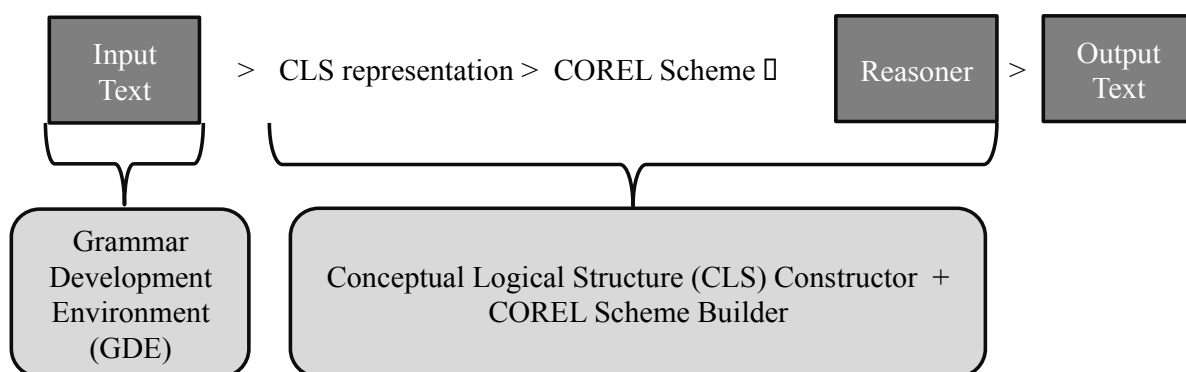 Input
Text
> CLS representation > COREL Scheme ▯
Reasoner
>
Output
Text
Grammar
Development
Environment
(GDE)
Conceptual Logical Structure (CLS) Constructor +
COREL Scheme Builder